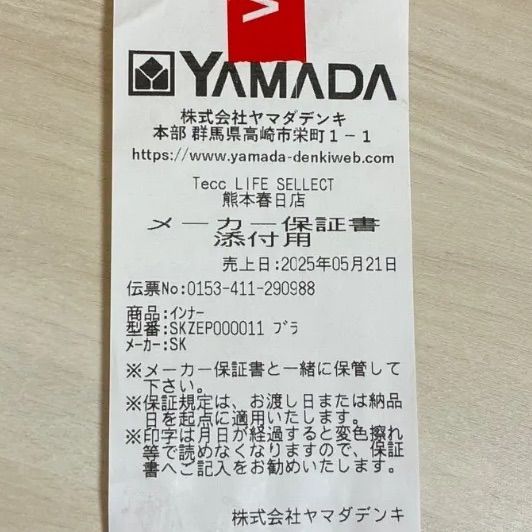 YAMADA
株式会社ヤマダデンキ
本部 群馬県高崎市栄町1-1
https://www.yamada-denkiweb.com
Tecc LIFE SELLECT
熊本春日店
メーカー保証書
添付用
売上日:2025年05月21日
伝票No:0153-411-290988
商品:インナー
型番:SKZEP000011 ブラ
メーカー:SK
※メーカー保証書と一緒に保管して
下さい。
※保証規定は、お渡し日または納品
日を起点に適用いたします。
※印字は月日が経過すると変色擦れ
等で読めなくなりますので、保証
書へご記入をお勧めいたします。
株式会社ヤマダデンキ